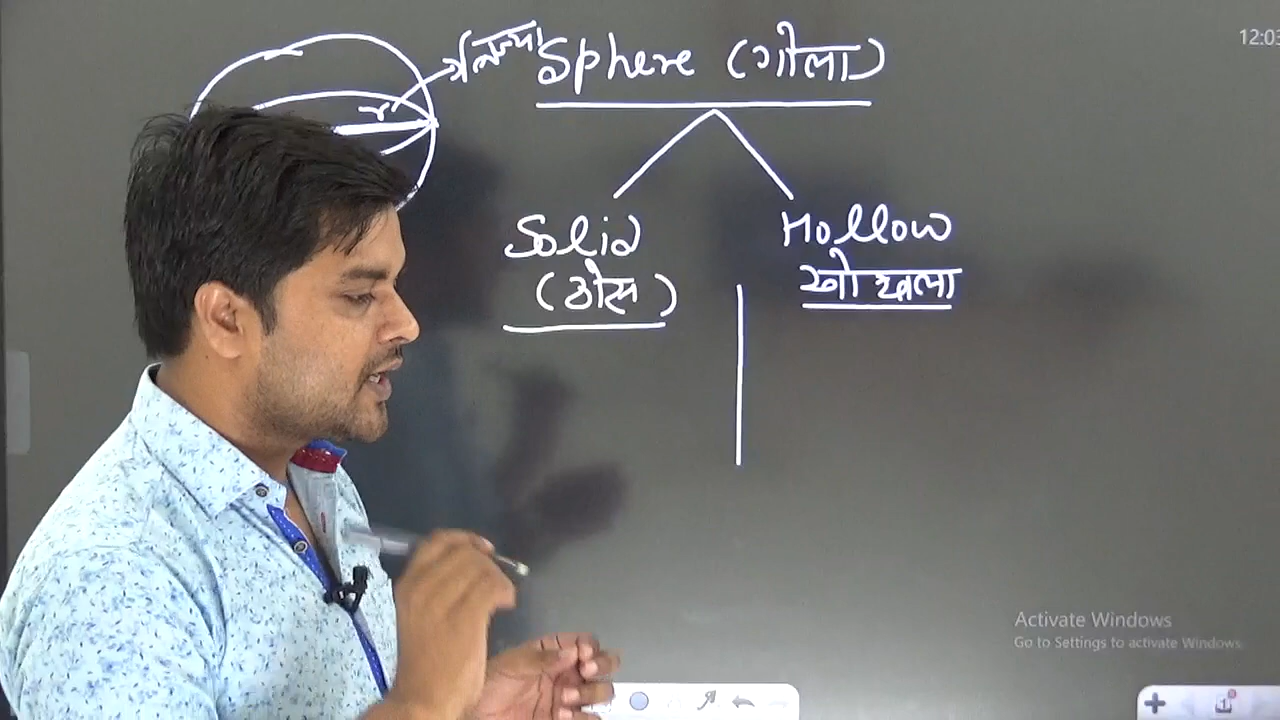 12:03
त्रिज्या Sphere (गोला)
r
Solid Hollow
(ठोस) खोखला
Activate Windows
Go to Settings to activate Windows.